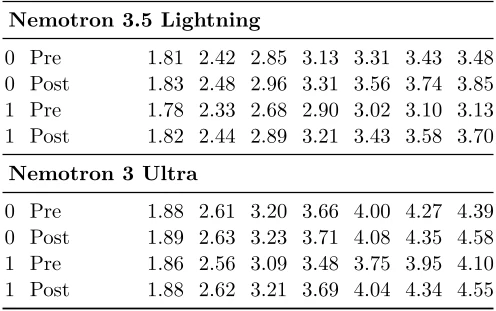 Nemotron 3.5 Lightning
0 Pre 1.81 2.42 2.85 3.13 3.31 3.43 3.48
0 Post 1.83 2.48 2.96 3.31 3.56 3.74 3.85
1 Pre 1.78 2.33 2.68 2.90 3.02 3.10 3.13
1 Post 1.82 2.44 2.89 3.21 3.43 3.58 3.70
Nemotron 3 Ultra
0 Pre 1.88 2.61 3.20 3.66 4.00 4.27 4.39
0 Post 1.89 2.63 3.23 3.71 4.08 4.35 4.58
1 Pre 1.86 2.56 3.09 3.48 3.75 3.95 4.10
1 Post 1.88 2.62 3.21 3.69 4.04 4.34 4.55